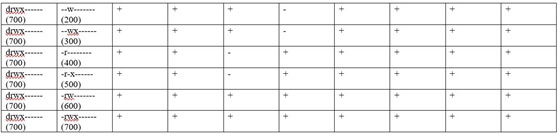 drwx------ (700) --w------- (200) + + + - + + + +
drwx------ (700) --wx------ (300) + + + - + + + +
drwx------ (700) -r-------- (400) + + - + + + + +
drwx------ (700) -r-x------ (500) + + - + + + + +
drwx------ (700) -rw------- (600) + + + + + + + +
drwx------ (700) -rwx------ (700) + + + + + + + +